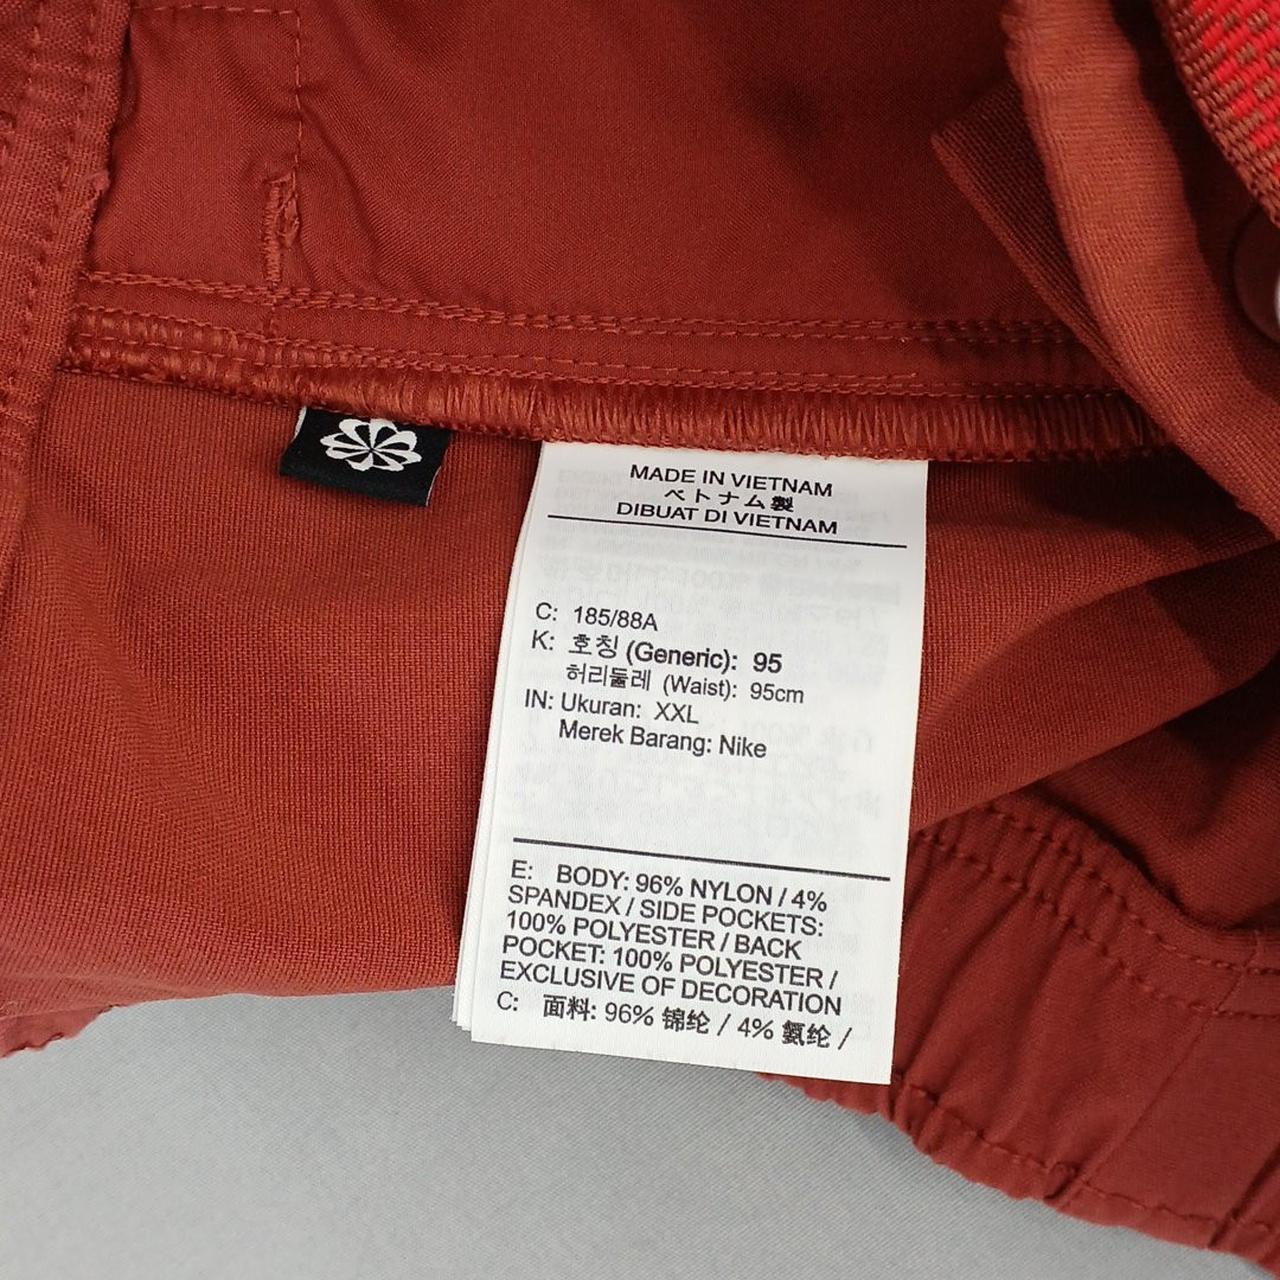 MADE IN VIETNAM
ベトナム製
DIBUAT DI VIETNAM
C: 185/88A
K: 호칭 (Generic): 95
허리둘레 (Waist): 95cm
IN: Ukuran: XXL
Merek Barang: Nike
E: BODY: 96% NYLON / 4%
SPANDEX / SIDE POCKETS:
100% POLYESTER / BACK
POCKET: 100% POLYESTER /
EXCLUSIVE OF DECORATION
C: 面料: 96% 锦纶 / 4% 氨纶 /